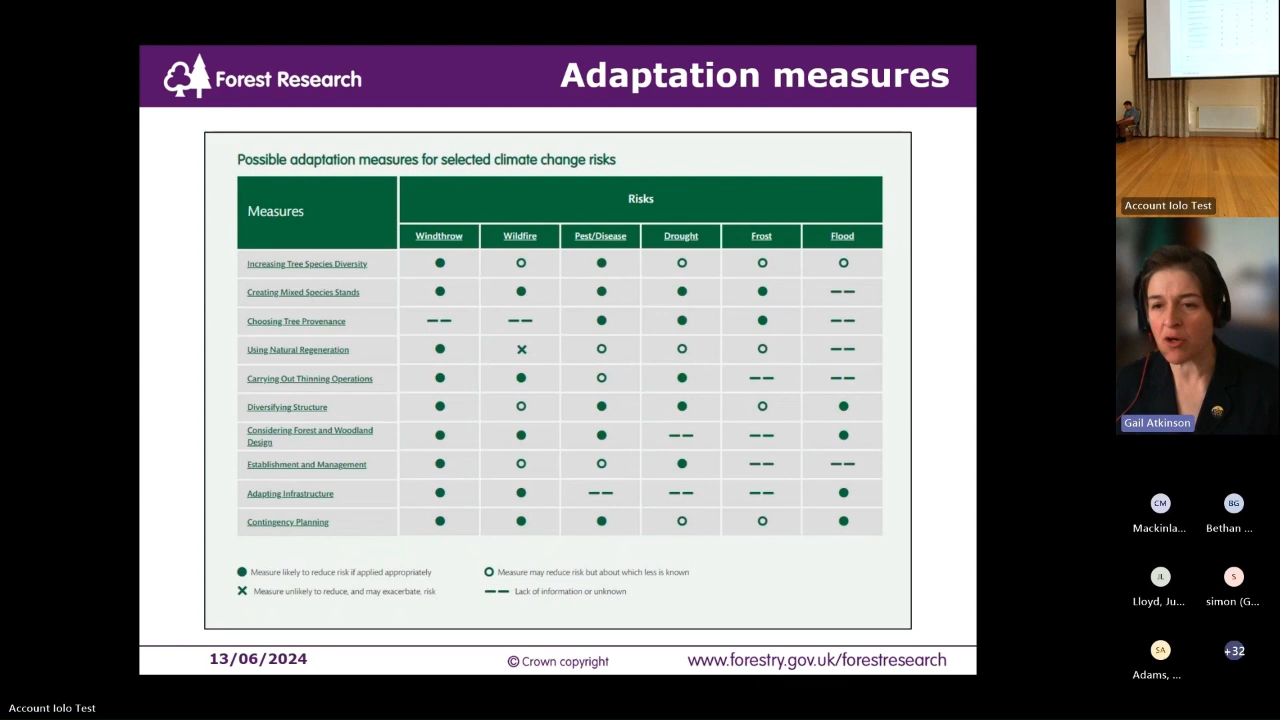 Forest Research
Adaptation measures
Possible adaptation measures for selected climate change risks
Measures
Risks
Windthrow Wildfire Pest/Disease Drought Frost Flood
Increasing Tree Species Diversity
Creating Mixed Species Stands
Choosing Tree Provenance
Using Natural Regeneration
Carrying Out Thinning Operations
Diversifying Structure
Considering Forest and Woodland
Design
Establishment and Management
Adapting Infrastructure
Contingency Planning
Measure likely to reduce risk if applied appropriately
Measure may reduce risk but about which less is known
Measure unlikely to reduce, and may exacerbate, risk
Lack of information or unknown
13/06/2024
© Crown copyright
www.forestry.gov.uk/forestresearch
Account Iolo Test
Account Iolo Test
Gail Atkinson
CM
BG
Mackinla...
Bethan ...
JL
S
Lloyd, Ju...
simon (G...
SA
+32
Adams, ...